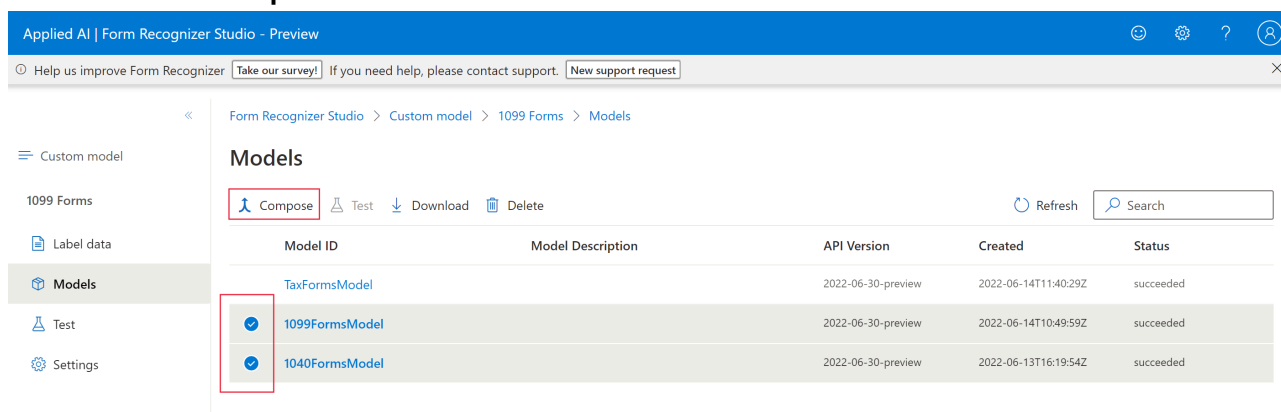 Applied AI | Form Recognizer Studio - Preview
Help us improve Form Recognizer Take our survey! If you need help, please contact support. New support request
Form Recognizer Studio > Custom model > 1099 Forms > Models
Custom model
Models
1099 Forms
Compose Test Download Delete Refresh Search
Label data
Model ID Model Description API Version Created Status
Models
TaxFormsModel 2022-06-30-preview 2022-06-14T11:40:29Z succeeded
Test
1099FormsModel 2022-06-30-preview 2022-06-14T10:49:59Z succeeded
Settings
1040FormsModel 2022-06-30-preview 2022-06-13T16:19:54Z succeeded